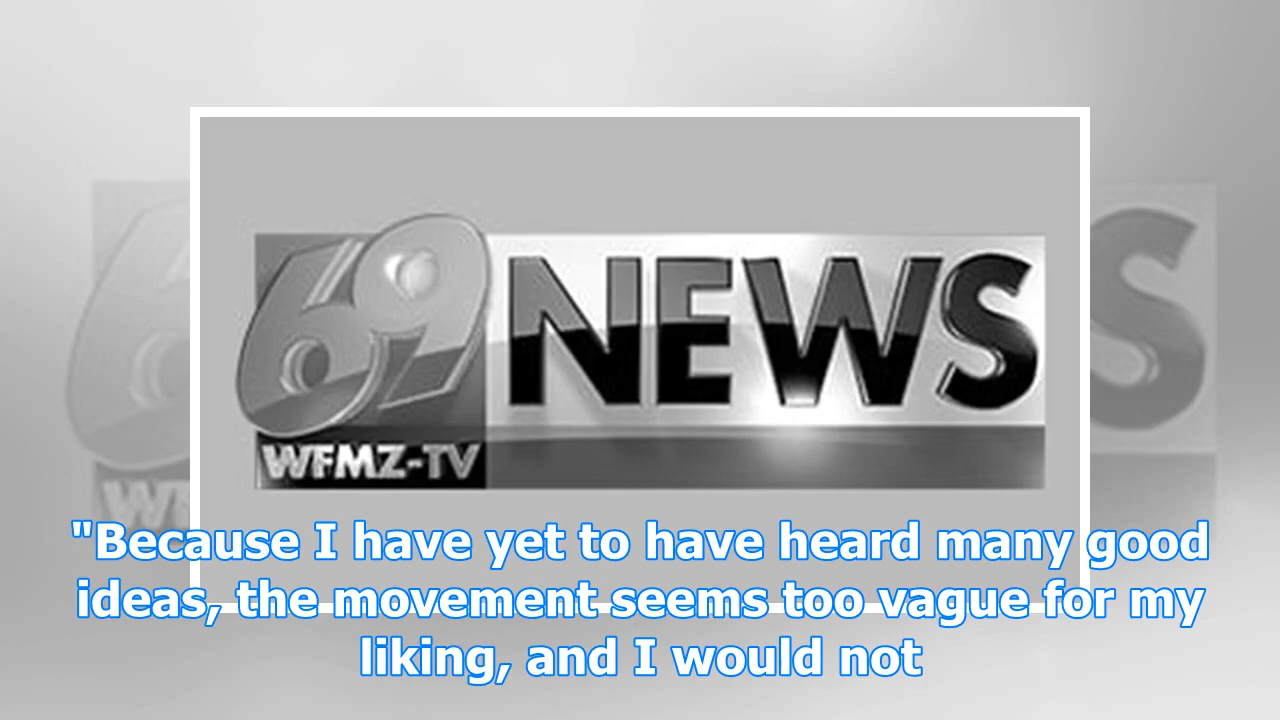 69 NEWS
WFMZ-TV
"Because I have yet to have heard many good
ideas, the movement seems too vague for my
liking, and I would not